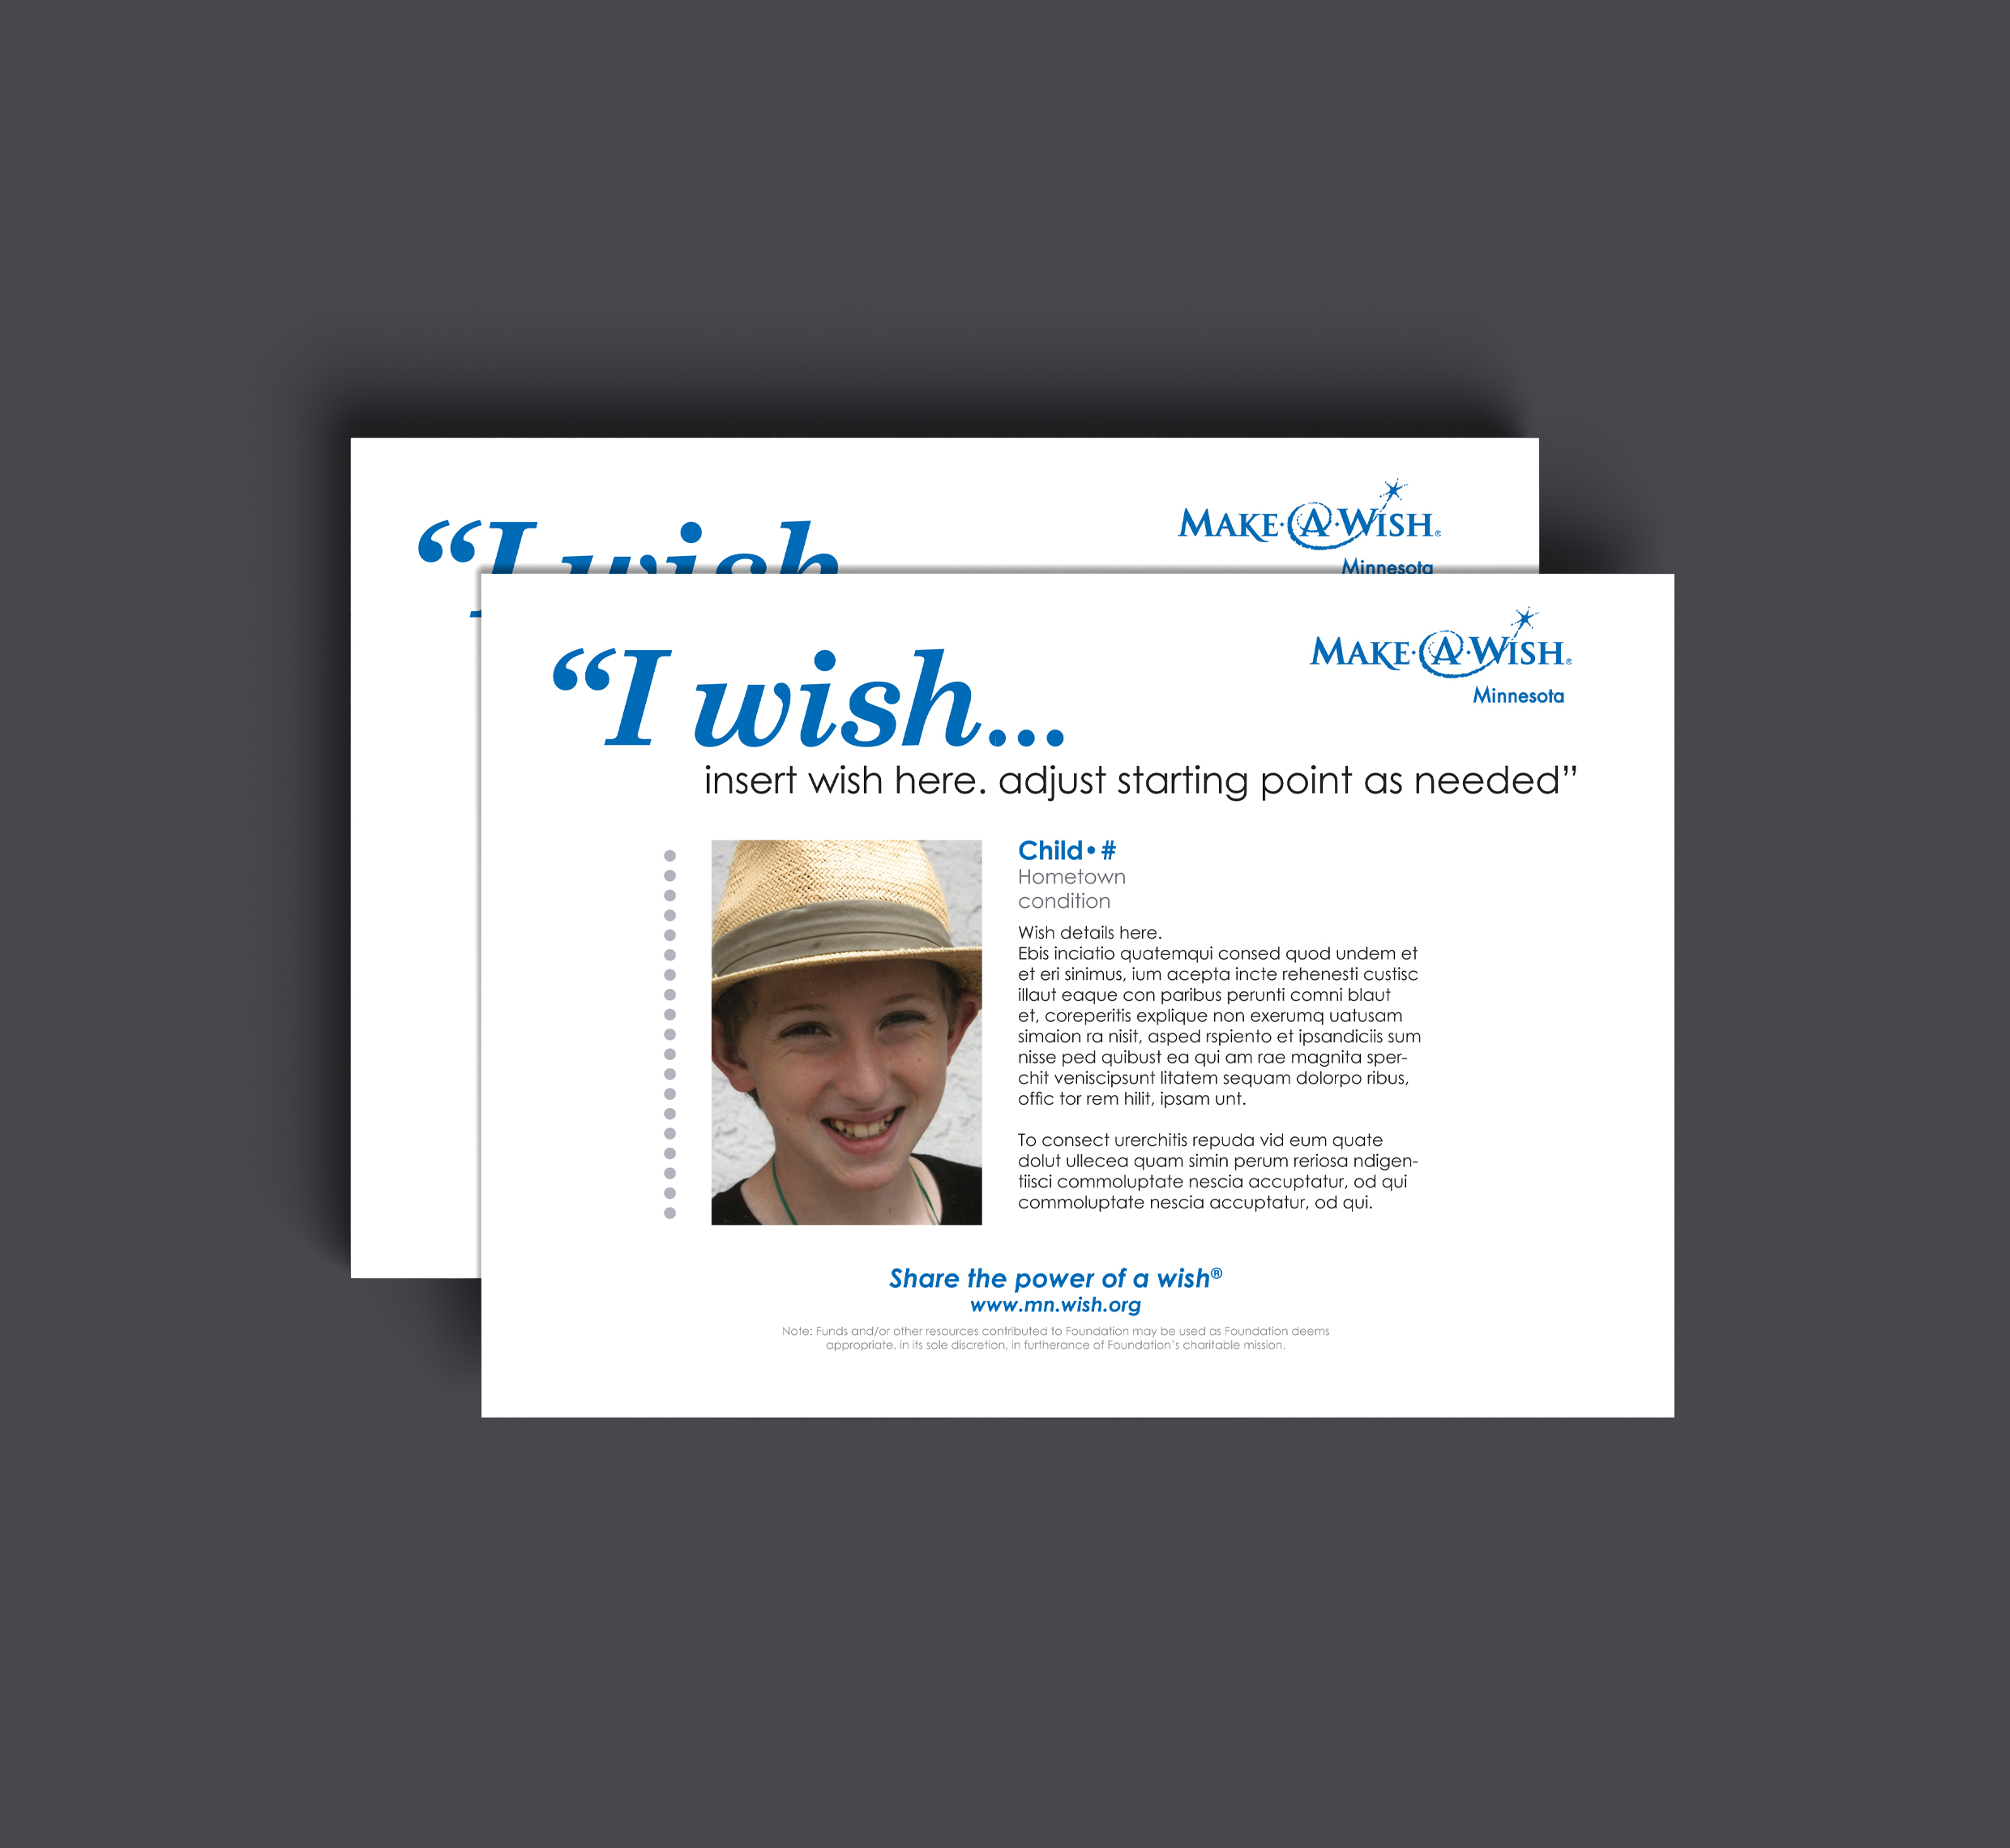 “I wish
MAKE·A·WISH®
Minnesota
“I wish...
MAKE·A·WISH®
Minnesota
insert wish here. adjust starting point as needed”
Child•#
Hometown
condition
Wish details here.
Ebis inciatio quatemqui consed quod undem et
et eri sinimus, ium acepta incte rehenesti custisc
illaut eaque con paribus perunti comni blaut
et, coreperitis explique non exerumq uatusam
simaion ra nisit, asped rspiento et ipsandiciis sum
nisse ped quibust ea qui am rae magnita sper-
chit veniscipsunt litatem sequam dolorpo ribus,
offic tor rem hilit, ipsam unt.
To consect urerchitis repuda vid eum quate
dolut ullecea quam simin perum reriosa ndigen-
tiisci commoluptate nescia accuptatur, od qui
commoluptate nescia accuptatur, od qui.
Share the power of a wish®
www.mn.wish.org
Note: Funds and/or other resources contributed to Foundation may be used as Foundation deems
appropriate, in its sole discretion, in furtherance of Foundation’s charitable mission.